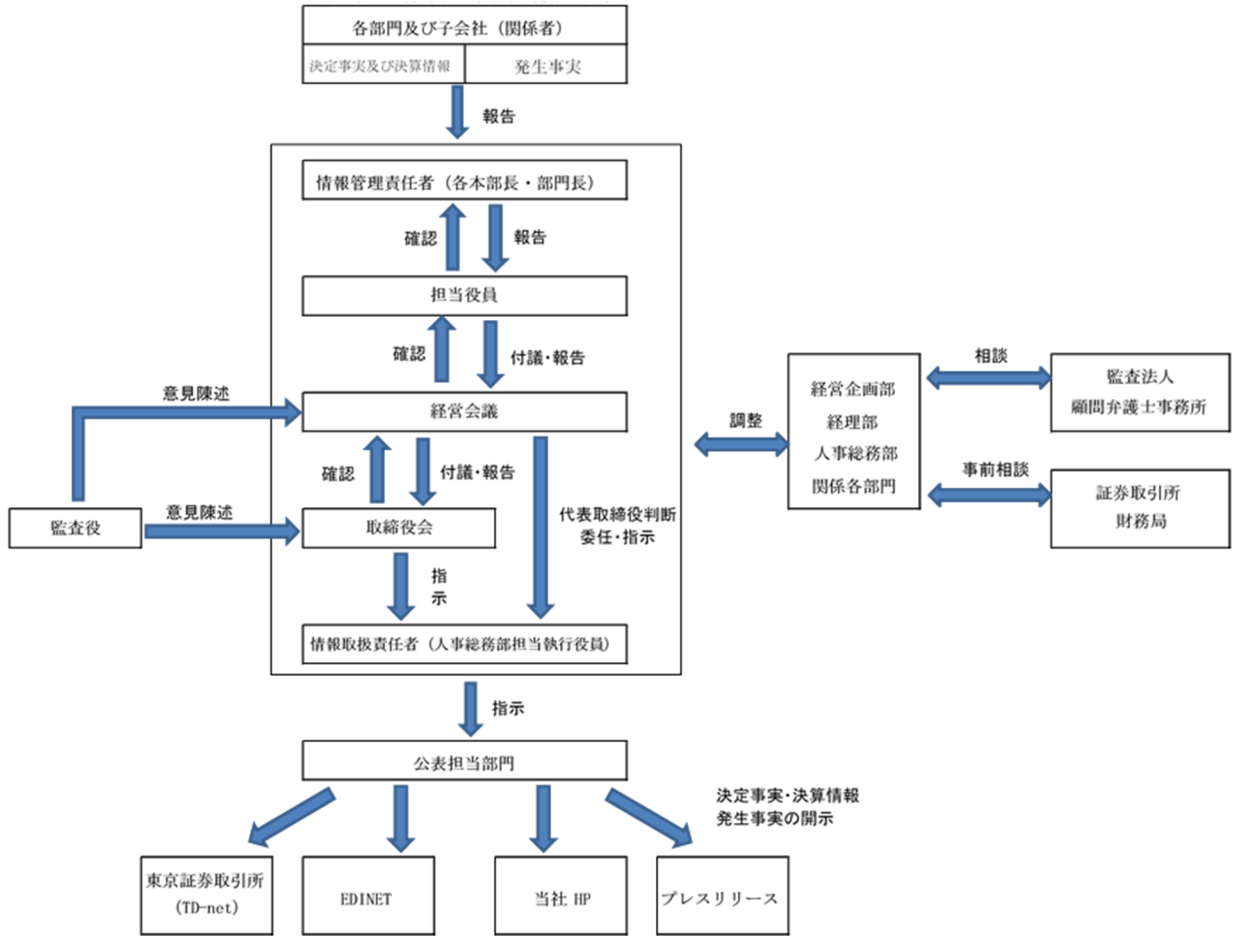 各部門及び子会社（関係者）
決定事実及び決算情報
発生事実
報告
情報管理責任者（各本部長・部門長）
確認
報告
担当役員
確認
付議・報告
意見陳述
経営会議
確認
付議・報告
代表取締役判断
委任・指示
監査役
意見陳述
取締役会
指
示
情報取扱責任者（人事総務部担当執行役員）
調整
経営企画部
経理部
人事総務部
関係各部門
相談
監査法人
顧問弁護士事務所
事前相談
証券取引所
財務局
指示
公表担当部門
決定事実・決算情報
発生事実の開示
東京証券取引所
(TD-net)
EDINET
当社 HP
プレスリリース